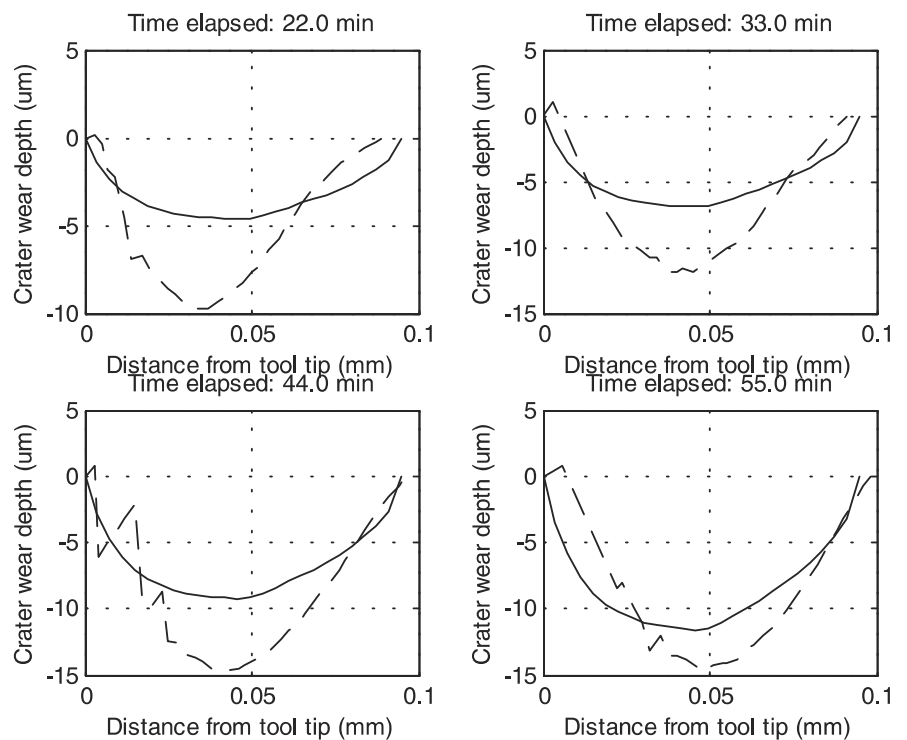 Time elapsed: 22.0 min
5
0
-5
-10
Crater wear depth (um)
0
0.05
0.1
Distance from tool tip (mm)
Time elapsed: 33.0 min
5
0
-5
-10
-15
Crater wear depth (um)
0
0.05
0.1
Distance from tool tip (mm)
Time elapsed: 44.0 min
5
0
-5
-10
-15
Crater wear depth (um)
0
0.05
0.1
Distance from tool tip (mm)
Time elapsed: 55.0 min
5
0
-5
-10
-15
Crater wear depth (um)
0
0.05
0.1
Distance from tool tip (mm)